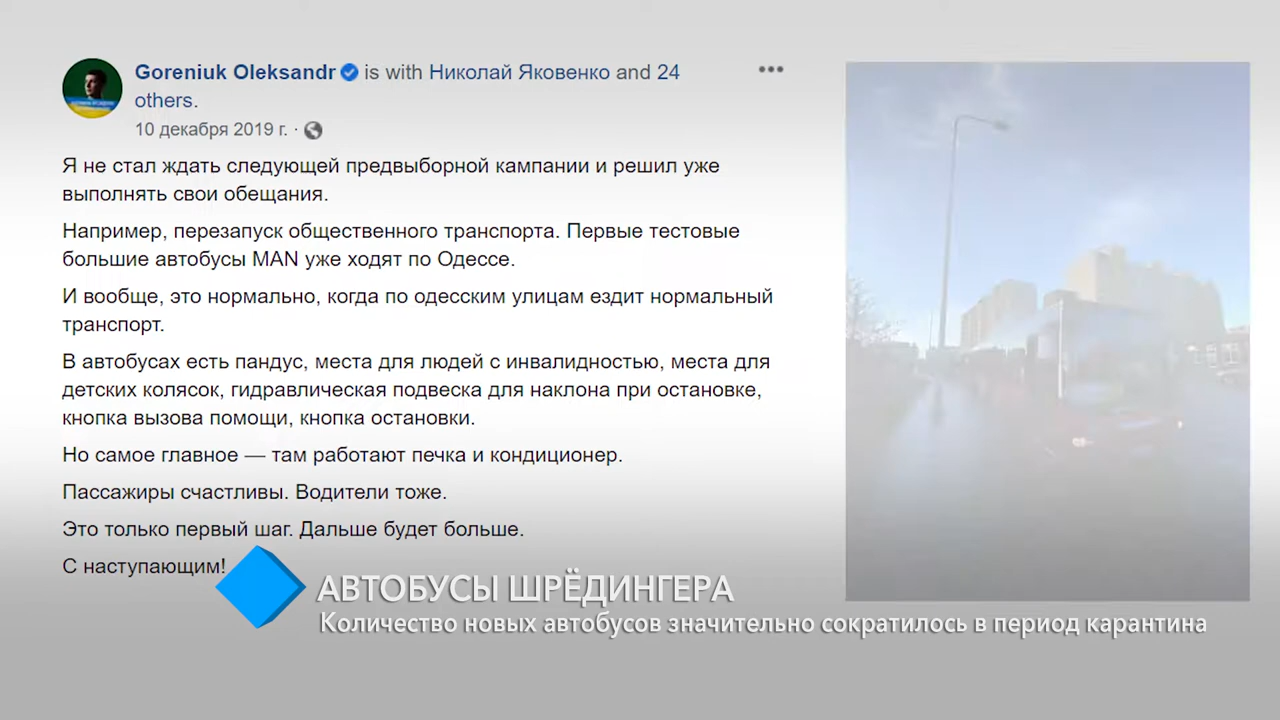 Goreniuk Oleksandr is with Николай Яковенко and 24
others.
10 декабря 2019 г. ·
Я не стал ждать следующей предвыборной кампании и решил уже
выполнять свои обещания.
Например, перезапуск общественного транспорта. Первые тестовые
большие автобусы MAN уже ходят по Одессе.
И вообще, это нормально, когда по одесским улицам ездит нормальный
транспорт.
В автобусах есть пандус, места для людей с инвалидностью, места для
детских колясок, гидравлическая подвеска для наклона при остановке,
кнопка вызова помощи, кнопка остановки.
Но самое главное — там работают печка и кондиционер.
Пассажиры счастливы. Водители тоже.
Это только первый шаг. Дальше будет больше.
С наступающим!
АВТОБУСЫ ШРЁДИНГЕРА
Количество новых автобусов значительно сократилось в период карантина